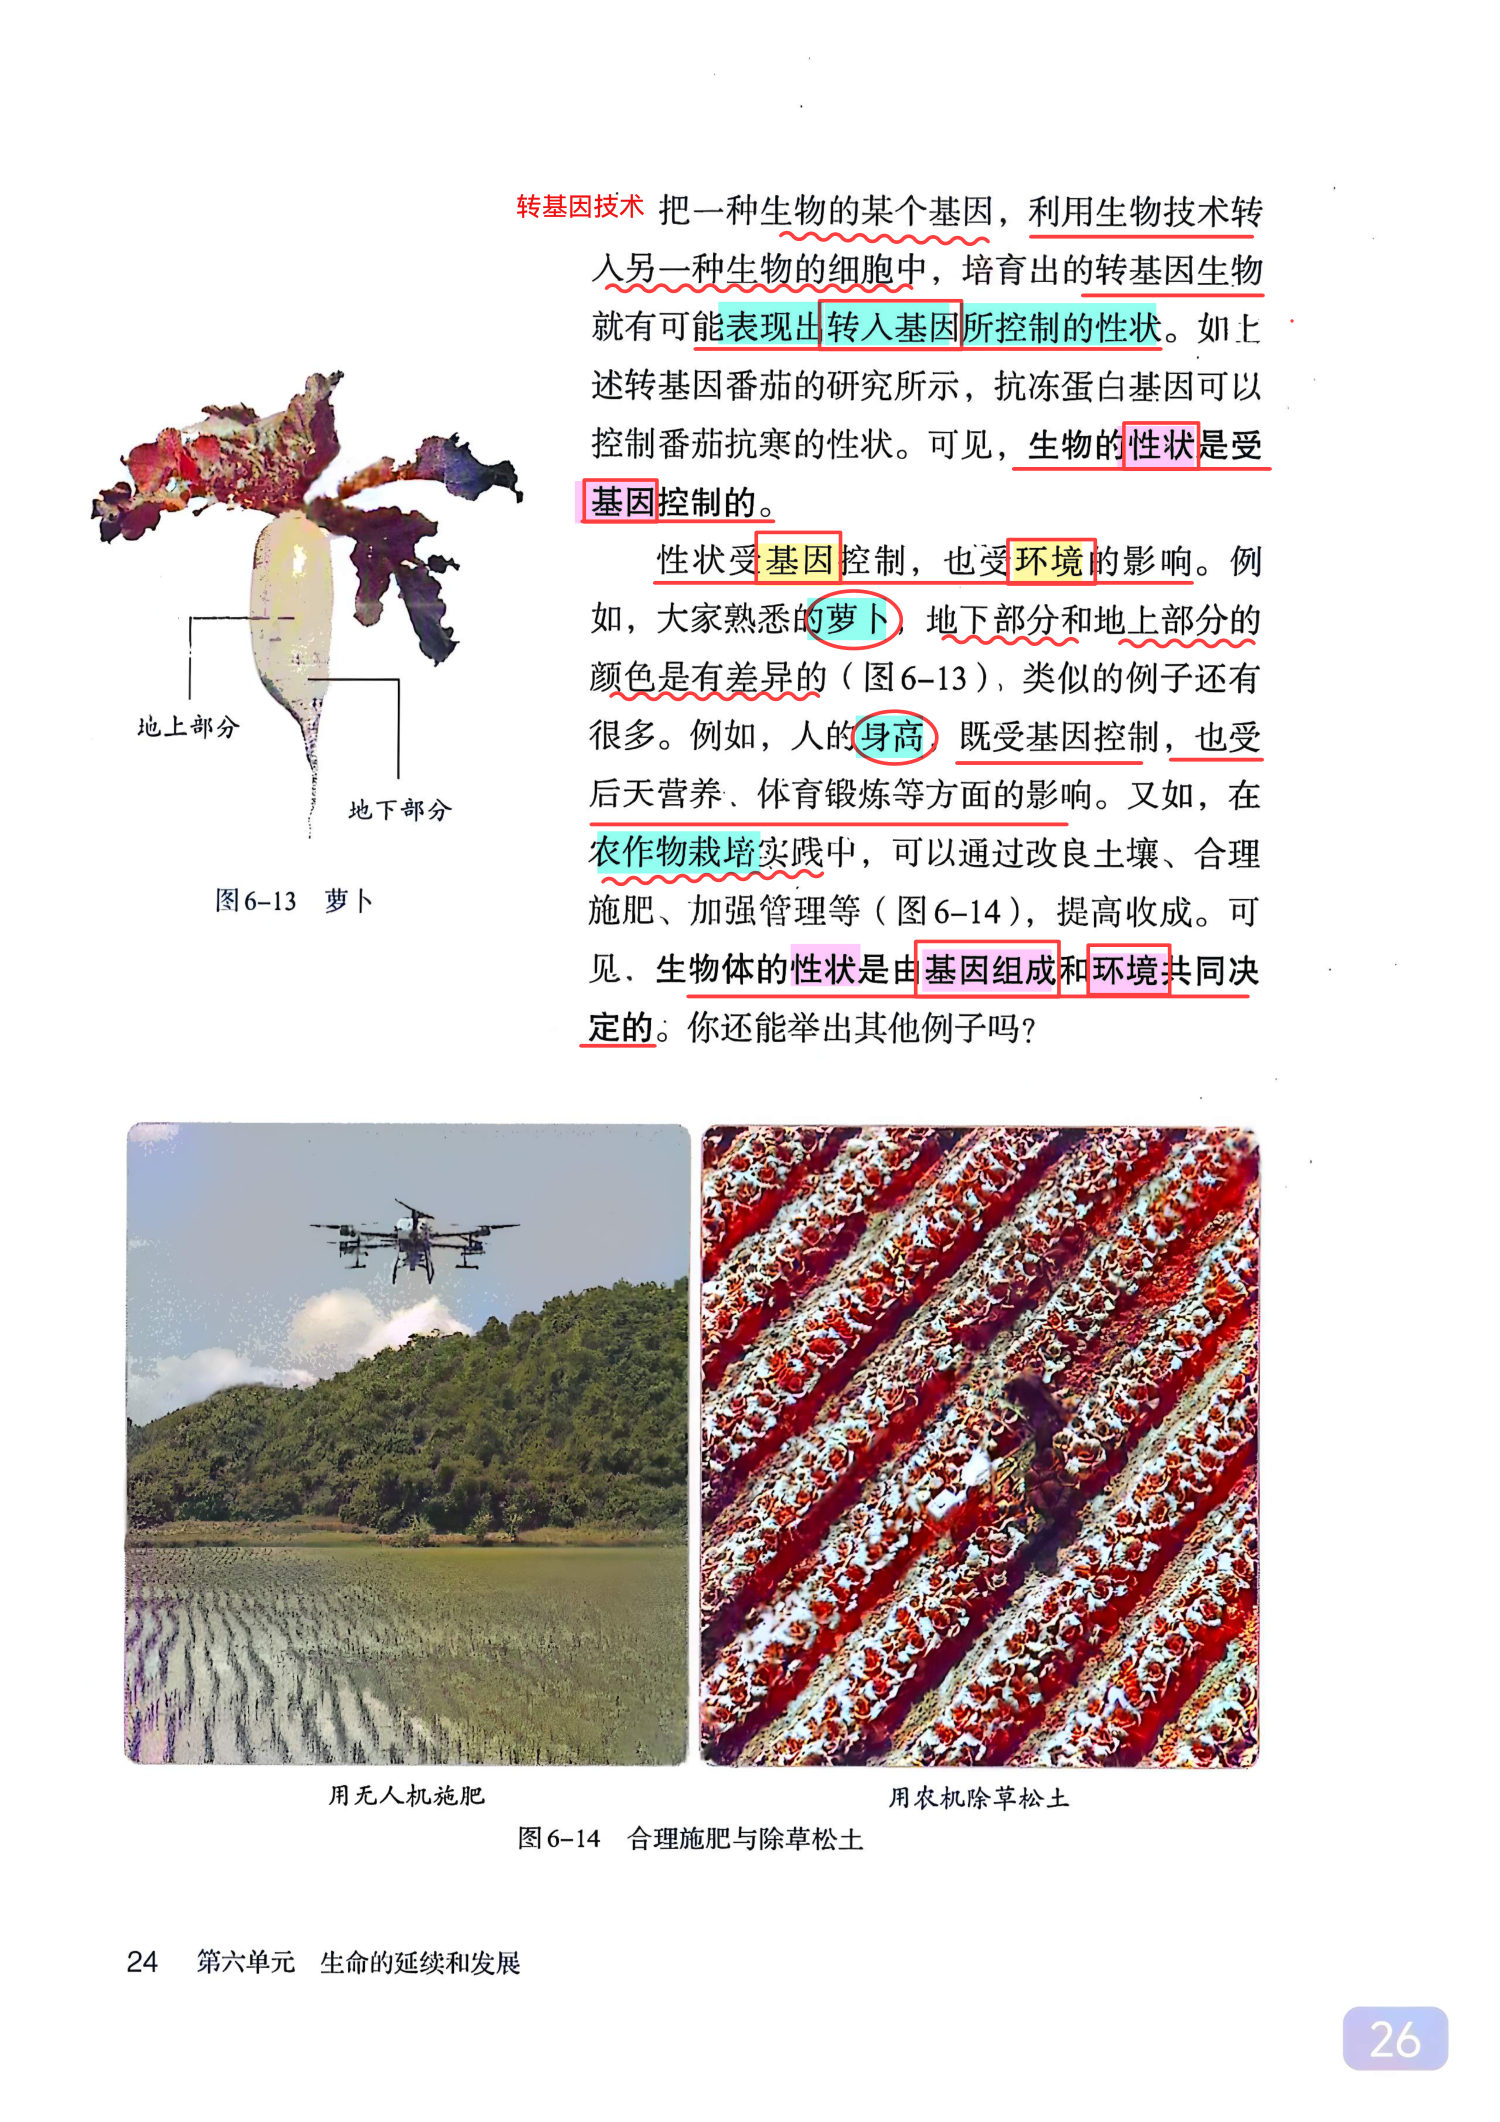 转基因技术 把一种生物的某个基因，利用生物技术转
入另一种生物的细胞中，培育出的转基因生物
就有可能表现出转入基因所控制的性状。如上
述转基因番茄的研究所示，抗冻蛋白基因可以
控制番茄抗寒的性状。可见，生物的性状是受
基因控制的。
性状受基因控制，也受环境的影响。例
如，大家熟悉的萝卜，地下部分和地上部分的
颜色是有差异的（图6-13）。类似的例子还有
很多。例如，人的身高，既受基因控制，也受
后天营养、体育锻炼等方面的影响。又如，在
农作物栽培实践中，可以通过改良土壤、合理
施肥、加强管理等（图6-14），提高收成。可
见，生物体的性状是由基因组成和环境共同决
定的。你还能举出其他例子吗？
地上部分
地下部分
图6-13 萝卜
用无人机施肥
用农机除草松土
图6-14 合理施肥与除草松土
24 第六单元 生命的延续和发展
26